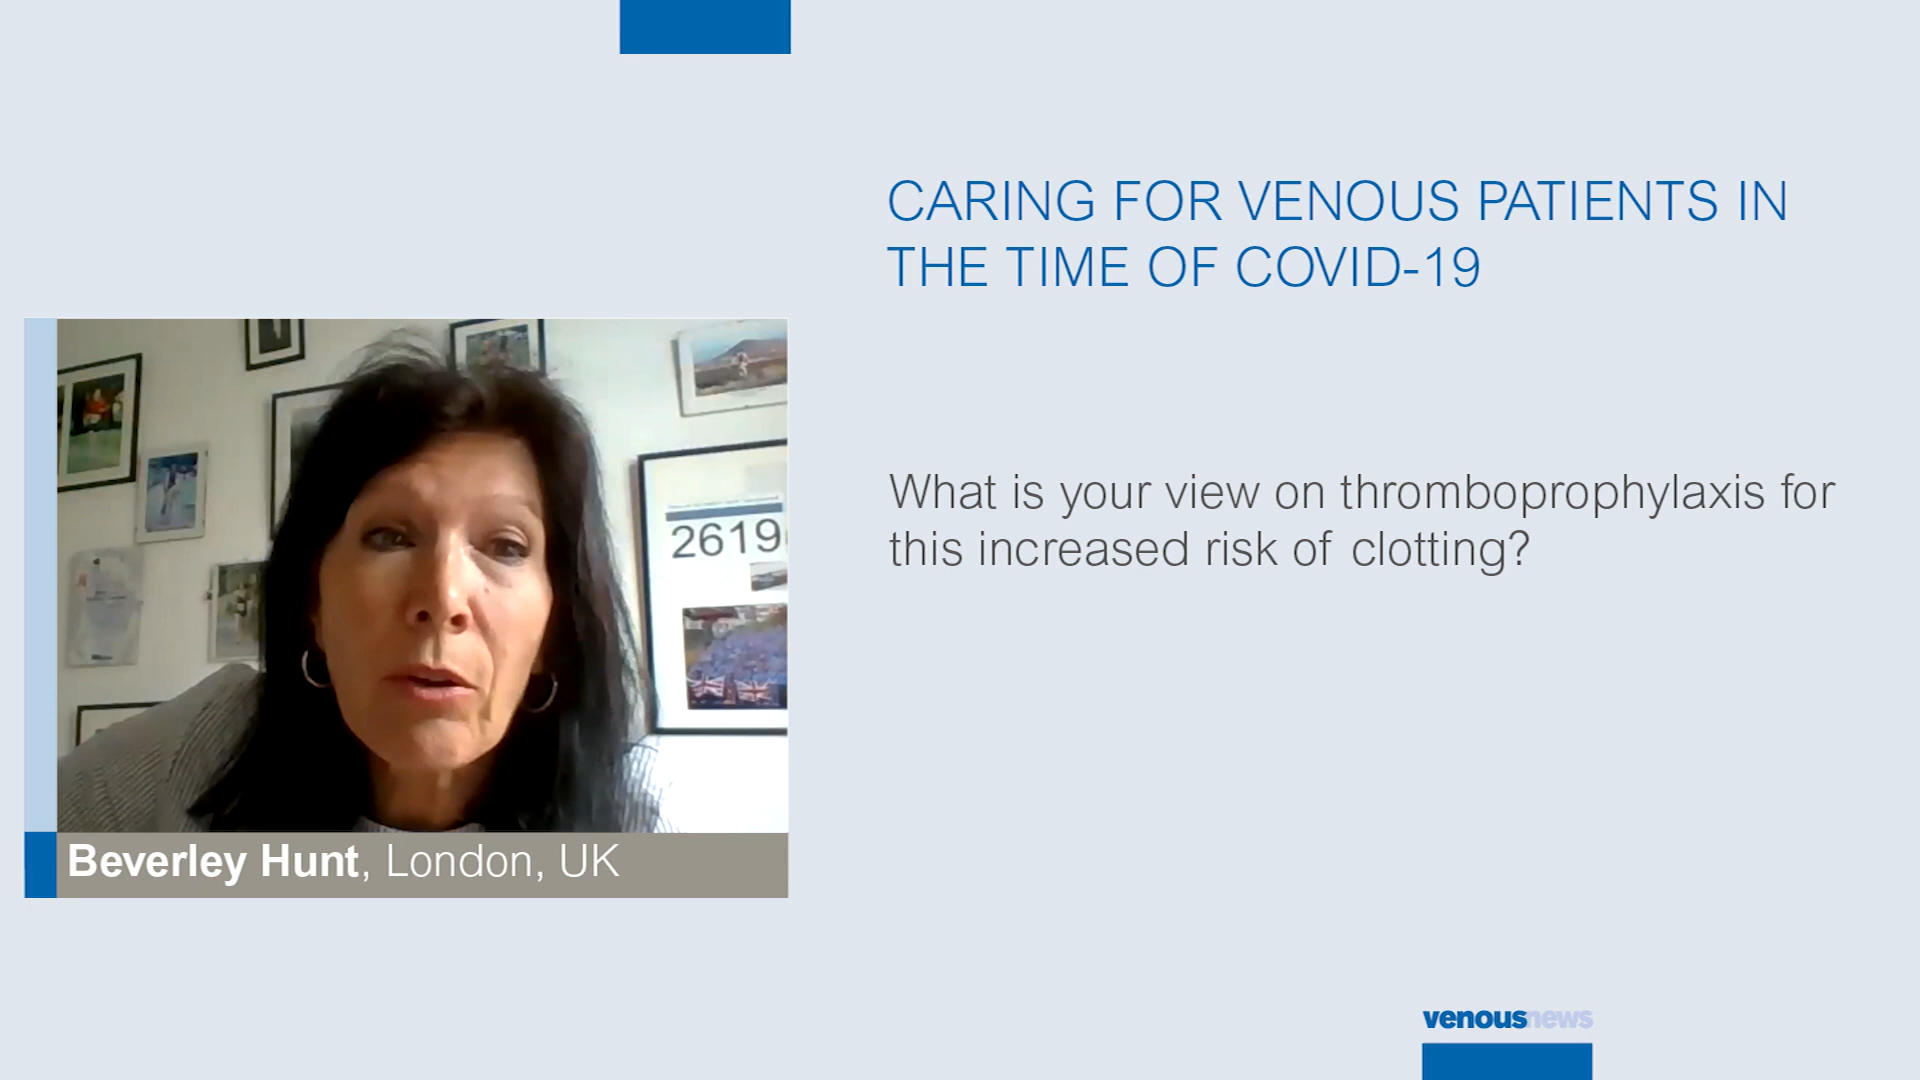 CARING FOR VENOUS PATIENTS IN
THE TIME OF COVID-19
What is your view on thromboprophylaxis for
this increased risk of clotting?
2619
Beverley Hunt, London, UK
venousnews